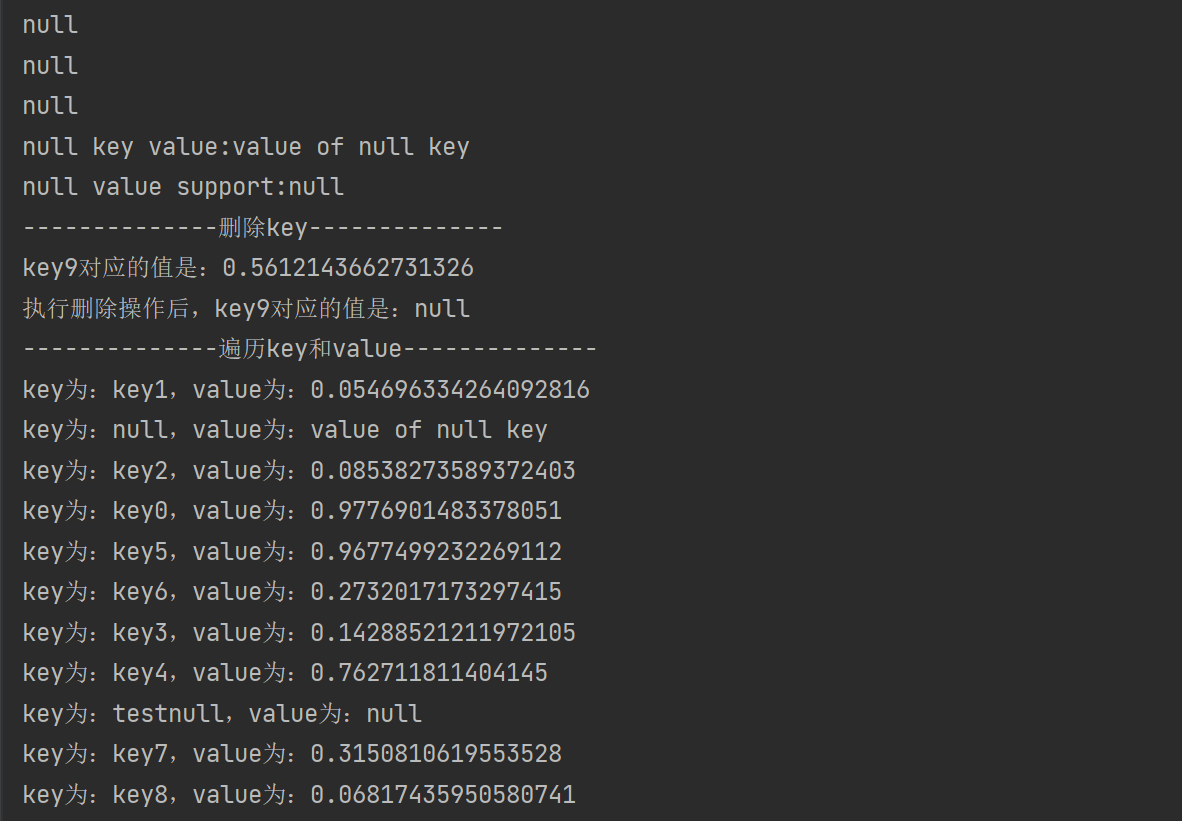 null
null
null
null key value:value of null key
null value support:null
--------------删除key--------------
key9对应的值是：0.5612143662731326
执行删除操作后，key9对应的值是：null
--------------遍历key和value--------------
key为：key1，value为：0.054696334264092816
key为：null，value为：value of null key
key为：key2，value为：0.08538273589372403
key为：key0，value为：0.9776901483378051
key为：key5，value为：0.9677499232269112
key为：key6，value为：0.2732017173297415
key为：key3，value为：0.14288521211972105
key为：key4，value为：0.762711811404145
key为：testnull，value为：null
key为：key7，value为：0.3150810619553528
key为：key8，value为：0.06817435950580741